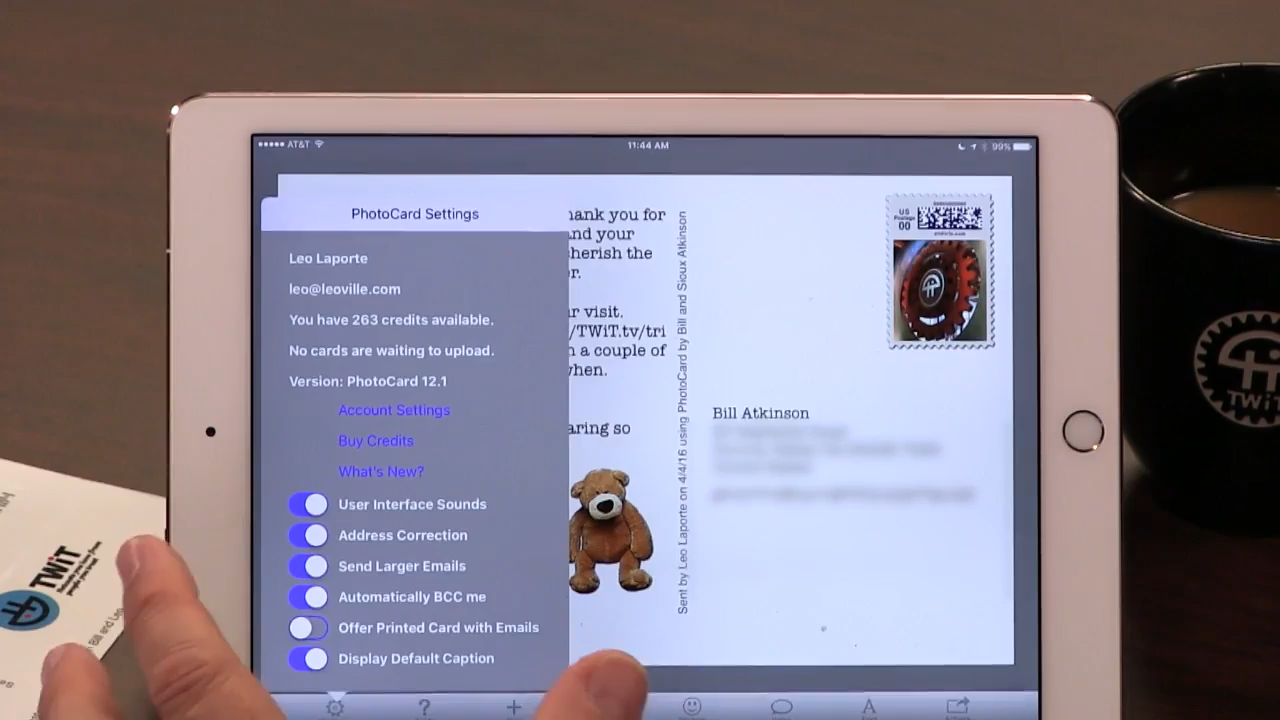 AT&T
11:44 AM
99%
PhotoCard Settings
Leo Laporte
leo@leoville.com
You have 263 credits available.
No cards are waiting to upload.
Version: PhotoCard 12.1
Account Settings
Buy Credits
What's New?
User Interface Sounds
Address Correction
Send Larger Emails
Automatically BCC me
Offer Printed Card with Emails
Display Default Caption
hank you for
and your
cherish the
r.
ur visit.
/TWiT.tv/tri
n a couple of
when.
aring so
Sent by Leo Laporte on 4/4/16 using PhotoCard by Bill and Sioux Atkinson
US
Postage
00
Bill Atkinson
?
+
A
TWiT
TWiT